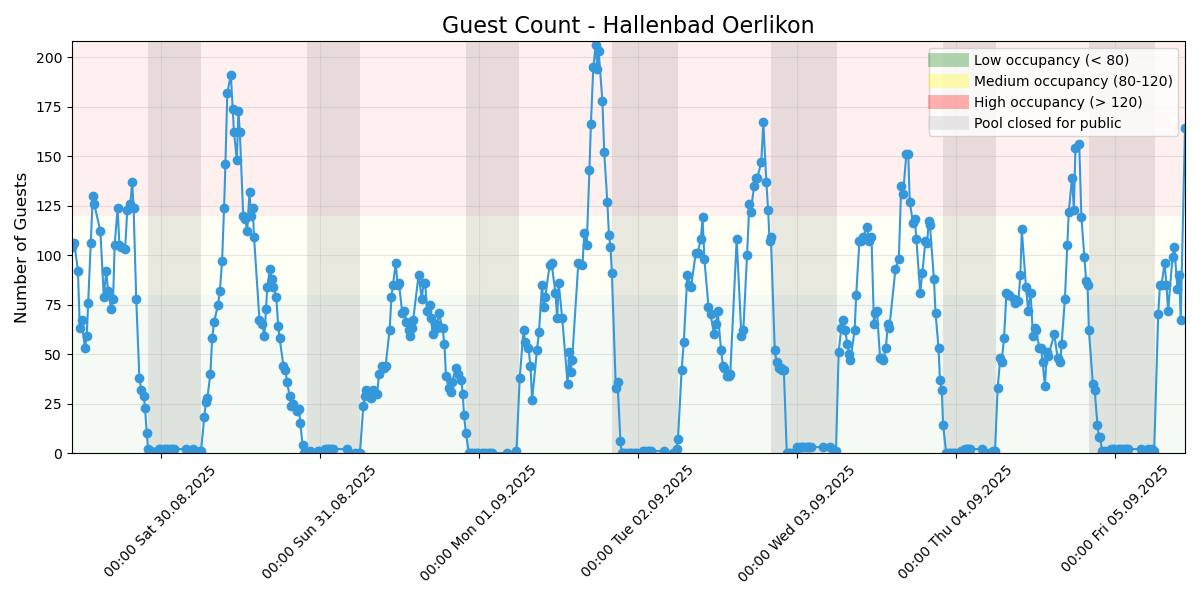 Guest Count - Hallenbad Oerlikon
Low occupancy (< 80)
Medium occupancy (80-120)
High occupancy (> 120)
Pool closed for public
Number of Guests
200
175
150
125
100
75
50
25
0
00:00 Sat 30.08.2025
00:00 Sun 31.08.2025
00:00 Mon 01.09.2025
00:00 Tue 02.09.2025
00:00 Wed 03.09.2025
00:00 Thu 04.09.2025
00:00 Fri 05.09.2025